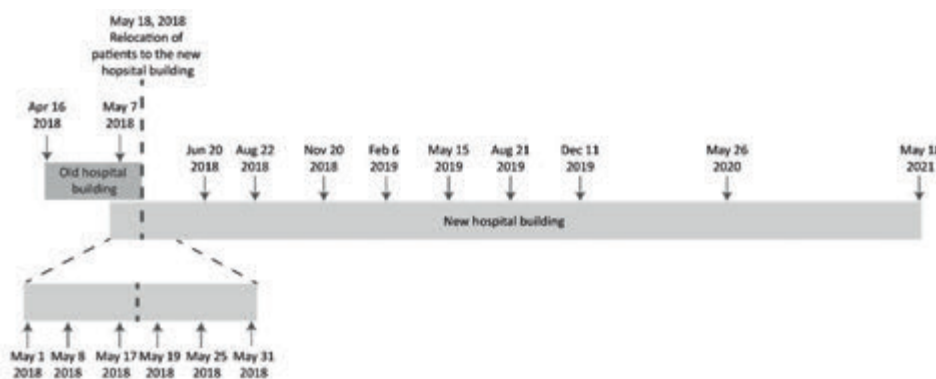 May 18, 2018
Relocation of
patients to the new
hopsital building
Apr 16
2018
May 7
2018
Jun 20
2018
Aug 22
2018
Nov 20
2018
Feb 6
2019
May 15
2019
Aug 21
2019
Dec 11
2019
May 26
2020
May 18
2021
Old hospital
building
New hospital building
May 1
2018
May 8
2018
May 17
2018
May 19
2018
May 25
2018
May 31
2018